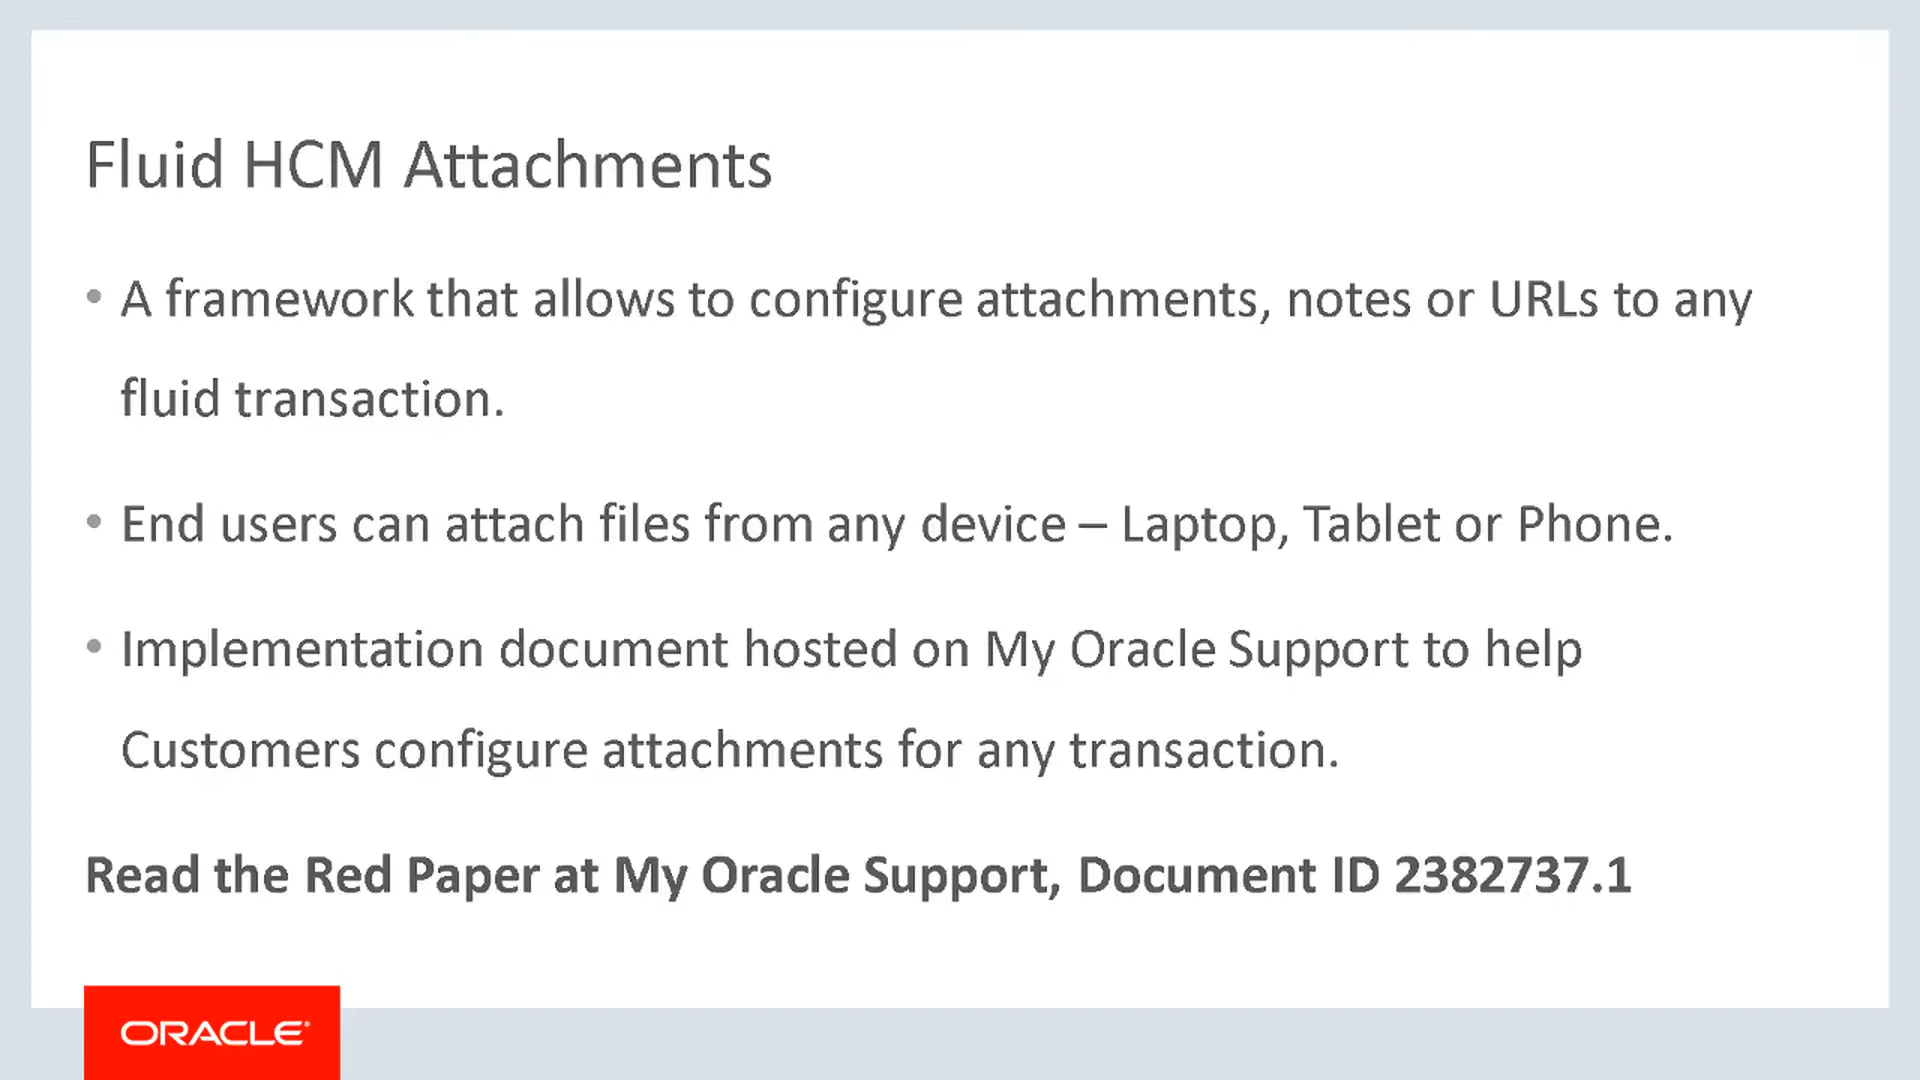 Fluid HCM Attachments
• A framework that allows to configure attachments, notes or URLs to any
fluid transaction.
• End users can attach files from any device – Laptop, Tablet or Phone.
• Implementation document hosted on My Oracle Support to help
Customers configure attachments for any transaction.
Read the Red Paper at My Oracle Support, Document ID 2382737.1
ORACLE®